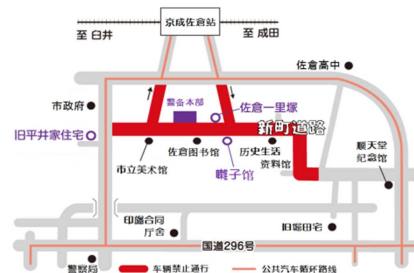 京成佐倉站
至 臼井
至 成田
佐倉高中
市政府
警备本部
佐倉一里塚
旧平井家住宅
新町道路
市立美术馆
佐倉图书馆
囃子馆
历史生活
资料馆
順天堂
紀念馆
印旛合同
厅舍
旧堀田宅
国道296号
警察局
车辆禁止通行
公共汽车循环路线